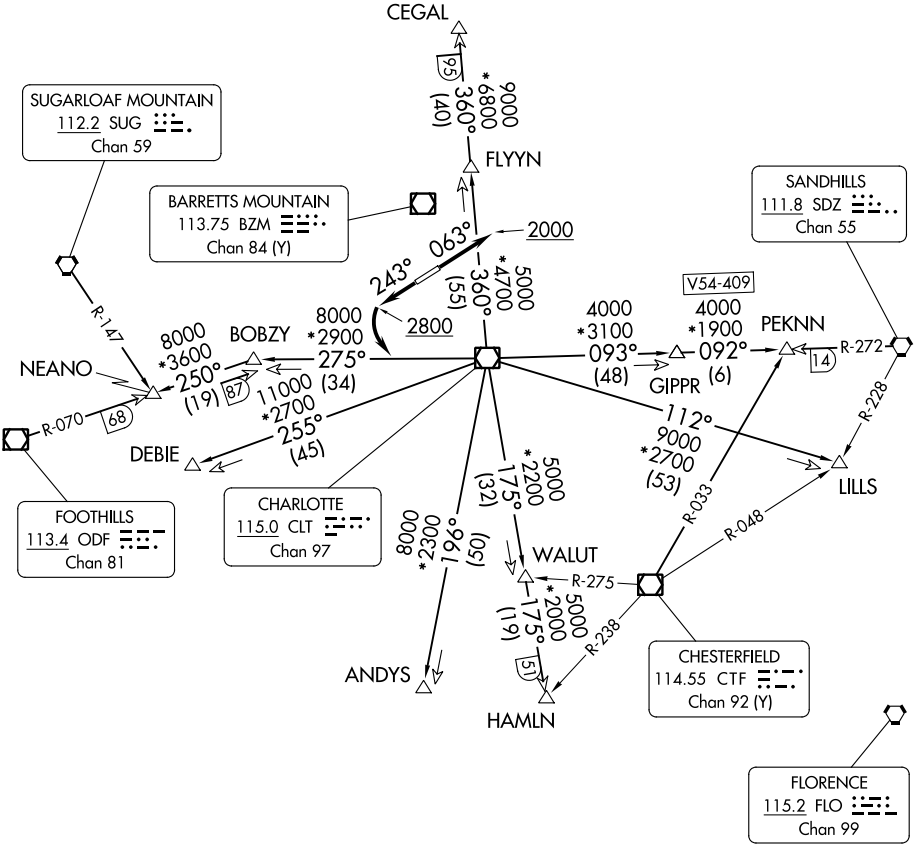 CEGAL
95
9000
*6800
360°
(40)
FLYYN
SUGARLOAF MOUNTAIN
112.2 SUG
Chan 59
BARRETTS MOUNTAIN
113.75 BZM
Chan 84 (Y)
SANDHILLS
111.8 SDZ
Chan 55
063°
243°
2000
2800
5000
*4700
360°
(55)
R-147
8000
*3600
250°
(19)
87
BOBZY
8000
*2900
275°
(34)
4000
*3100
093°
(48)
GIPPR
V54-409
4000
*1900
092°
(6)
PEKNN
R-272
14
R-228
NEANO
R-070
68
11000
*2700
255°
(45)
DEBIE
112°
9000
*2700
(53)
LILLS
R-033
R-048
FOOTHILLS
113.4 ODF
Chan 81
CHARLOTTE
115.0 CLT
Chan 97
5000
*2200
175°
(32)
8000
*2300
196°
(50)
WALUT
R-275
5000
*2000
175°
(19)
51
R-238
ANDYS
HAMLN
CHESTERFIELD
114.55 CTF
Chan 92 (Y)
FLORENCE
115.2 FLO
Chan 99